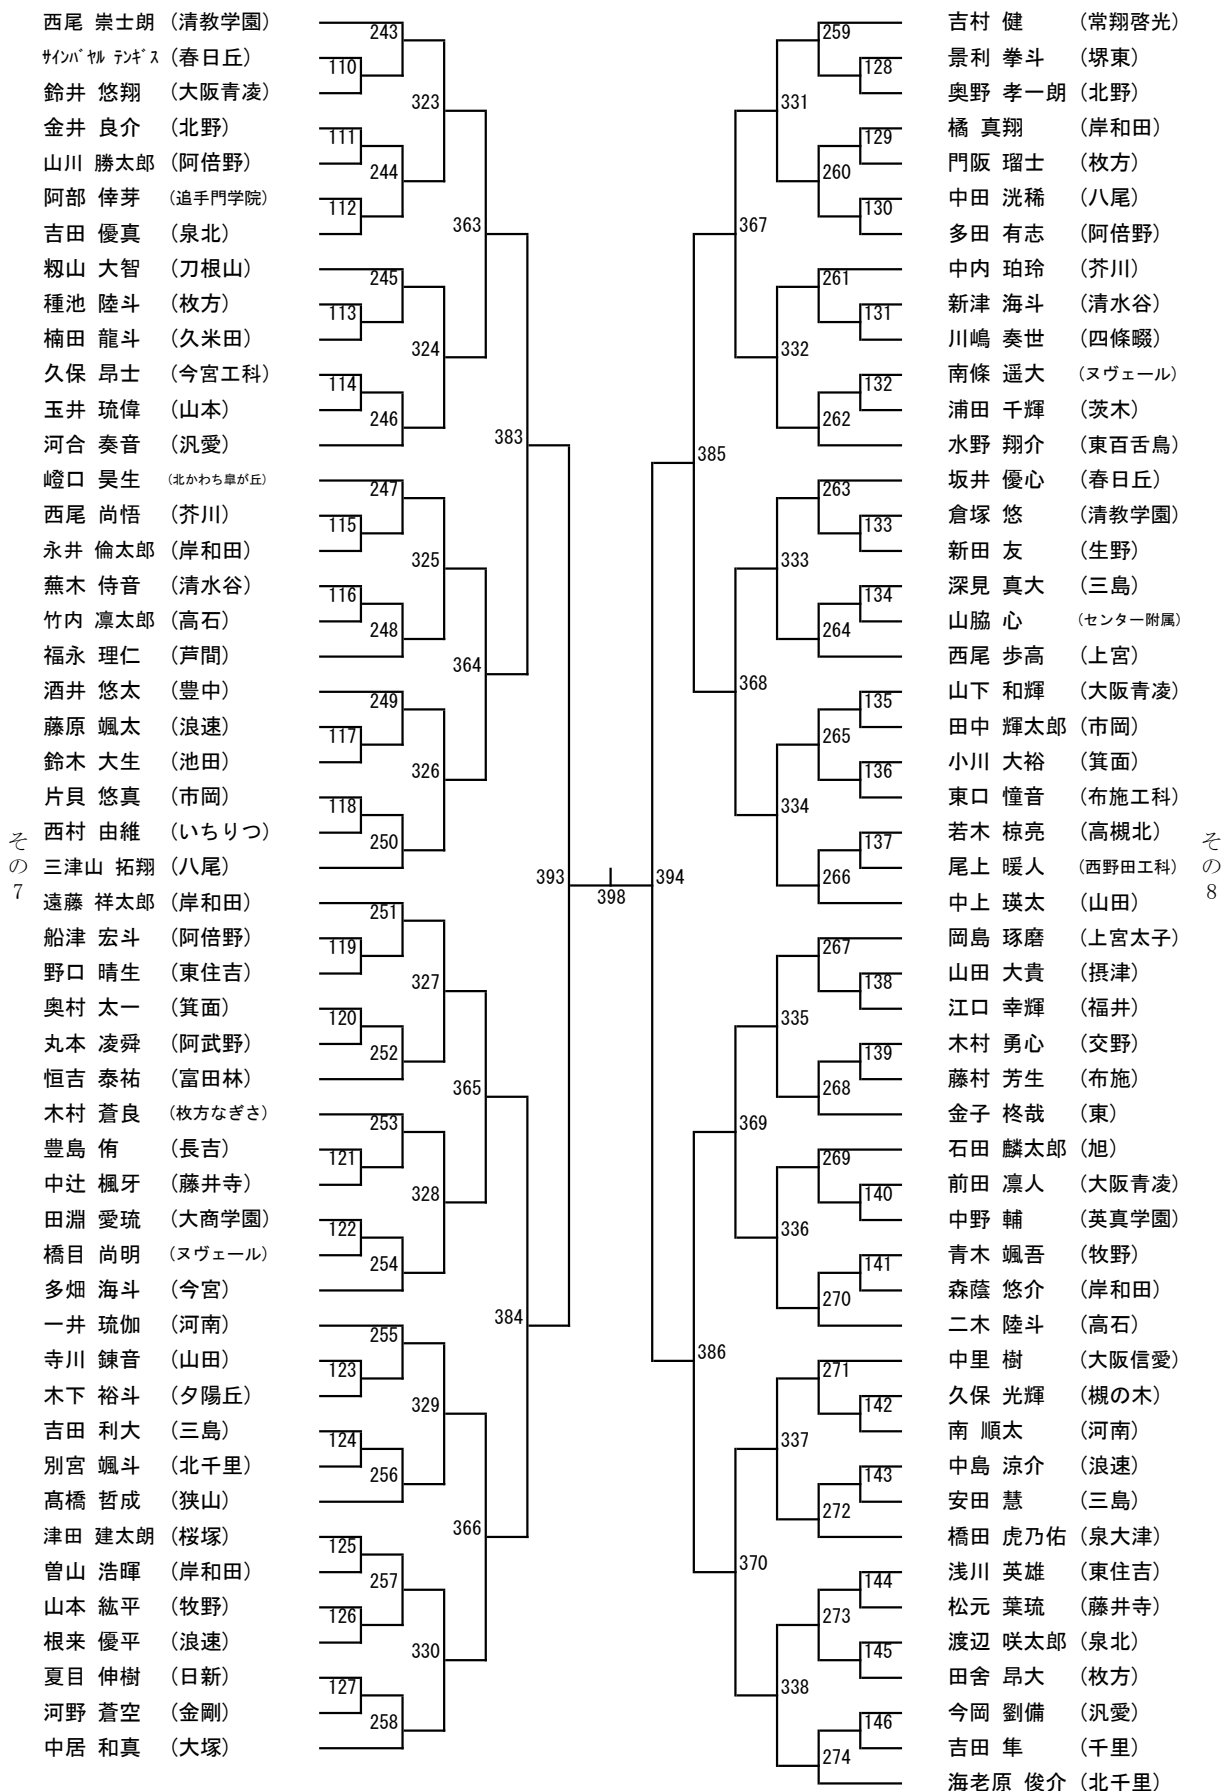 西尾 崇士朗 (清教学園)
ｻｲﾝﾊﾞﾔﾙ ﾃﾝｷﾞｽ (春日丘)
鈴井 悠翔 (大阪青凌)
金井 良介 (北野)
山川 勝太郎 (阿倍野)
阿部 倖芽 (追手門学院)
吉田 優真 (泉北)
籾山 大智 (刀根山)
種池 陸斗 (枚方)
楠田 龍斗 (久米田)
久保 昂士 (今宮工科)
玉井 琉偉 (山本)
河合 奏音 (汎愛)
嶝口 昊生 (北かわち皐が丘)
西尾 尚悟 (芥川)
永井 倫太郎 (岸和田)
蕪木 侍音 (清水谷)
竹内 凛太郎 (高石)
福永 理仁 (芦間)
酒井 悠太 (豊中)
藤原 颯太 (浪速)
鈴木 大生 (池田)
片貝 悠真 (市岡)
西村 由維 (いちりつ)
三津山 拓翔 (八尾)
遠藤 祥太郎 (岸和田)
船津 宏斗 (阿倍野)
野口 晴生 (東住吉)
奥村 太一 (箕面)
丸本 凌舜 (阿武野)
恒吉 泰祐 (富田林)
木村 蒼良 (枚方なぎさ)
豊島 侑 (長吉)
中辻 楓牙 (藤井寺)
田淵 愛琉 (大商学園)
橋目 尚明 (ヌヴェール)
多畑 海斗 (今宮)
一井 琉伽 (河南)
寺川 錬音 (山田)
木下 裕斗 (夕陽丘)
吉田 利大 (三島)
別宮 颯斗 (北千里)
髙橋 哲成 (狭山)
津田 建太朗 (桜塚)
曽山 浩暉 (岸和田)
山本 紘平 (牧野)
根来 優平 (浪速)
夏目 伸樹 (日新)
河野 蒼空 (金剛)
中居 和真 (大塚)
その7
110
111
112
113
114
115
116
117
118
119
120
121
122
123
124
125
126
127
243
244
245
246
247
248
249
250
251
252
253
254
255
256
257
258
323
324
325
326
327
328
329
330
363
364
365
366
383
384
393
398
394
385
386
367
368
369
370
331
332
333
334
335
336
337
338
259
260
261
262
263
264
265
266
267
268
269
270
271
272
273
274
128
129
130
131
132
133
134
135
136
137
138
139
140
141
142
143
144
145
146
吉村 健 (常翔啓光)
景利 拳斗 (堺東)
奥野 孝一朗 (北野)
橘 真翔 (岸和田)
門阪 瑠士 (枚方)
中田 洸稀 (八尾)
多田 有志 (阿倍野)
中内 珀玲 (芥川)
新津 海斗 (清水谷)
川嶋 奏世 (四條畷)
南條 遥大 (ヌヴェール)
浦田 千輝 (茨木)
水野 翔介 (東百舌鳥)
坂井 優心 (春日丘)
倉塚 悠 (清教学園)
新田 友 (生野)
深見 真大 (三島)
山脇 心 (センター附属)
西尾 歩高 (上宮)
山下 和輝 (大阪青凌)
田中 輝太郎 (市岡)
小川 大裕 (箕面)
東口 憧音 (布施工科)
若木 椋亮 (高槻北)
尾上 暖人 (西野田工科)
中上 瑛太 (山田)
岡島 琢磨 (上宮太子)
山田 大貴 (摂津)
江口 幸輝 (福井)
木村 勇心 (交野)
藤村 芳生 (布施)
金子 柊哉 (東)
石田 麟太郎 (旭)
前田 凛人 (大阪青凌)
中野 輔 (英真学園)
青木 颯吾 (牧野)
森蔭 悠介 (岸和田)
二木 陸斗 (高石)
中里 樹 (大阪信愛)
久保 光輝 (槻の木)
南 順太 (河南)
中島 涼介 (浪速)
安田 慧 (三島)
橋田 虎乃佑 (泉大津)
浅川 英雄 (東住吉)
松元 葉琉 (藤井寺)
渡辺 咲太郎 (泉北)
田舎 昂大 (枚方)
今岡 劉備 (汎愛)
吉田 隼 (千里)
海老原 俊介 (北千里)
その8